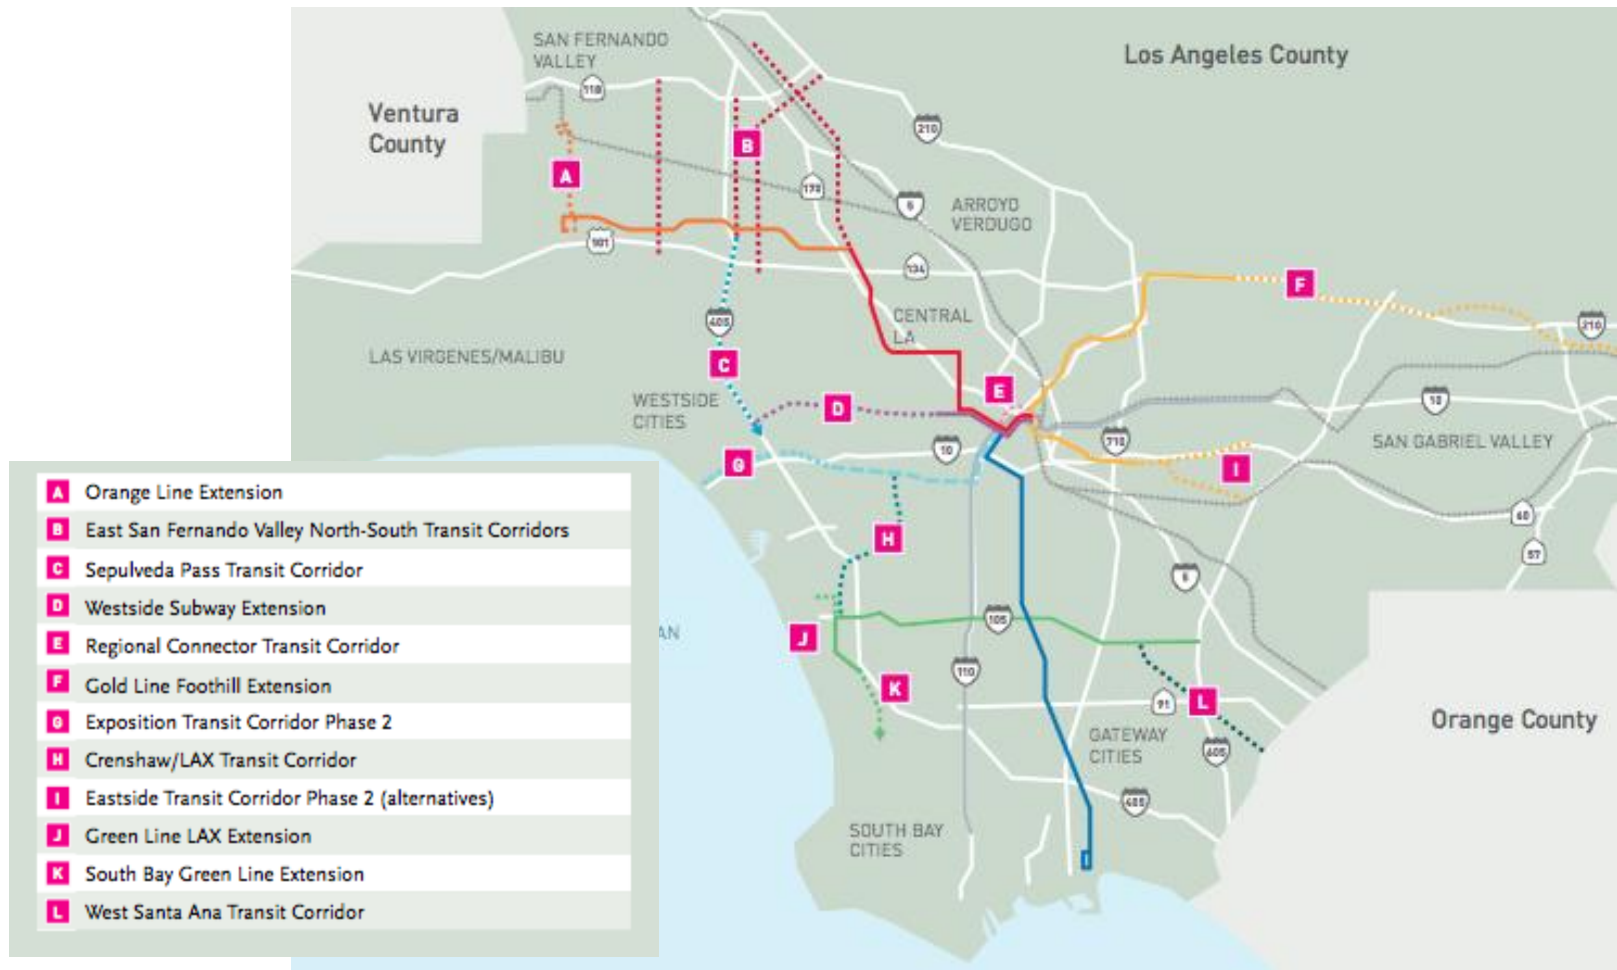 SAN FERNANDO
VALLEY
Los Angeles County
118
Ventura
County
B
210
A
170
5
ARROYO
VERDUGO
101
134
F
405
CENTRAL
LA
210
LAS VIRGENES/MALIBU
C
E
WESTSIDE
CITIES
D
10
710
SAN GABRIEL VALLEY
G
10
I
60
H
57
5
105
AN
J
110
K
91
L
Orange County
GATEWAY
CITIES
605
405
SOUTH BAY
CITIES
A Orange Line Extension
B East San Fernando Valley North-South Transit Corridors
C Sepulveda Pass Transit Corridor
D Westside Subway Extension
E Regional Connector Transit Corridor
F Gold Line Foothill Extension
G Exposition Transit Corridor Phase 2
H Crenshaw/LAX Transit Corridor
I Eastside Transit Corridor Phase 2 (alternatives)
J Green Line LAX Extension
K South Bay Green Line Extension
L West Santa Ana Transit Corridor